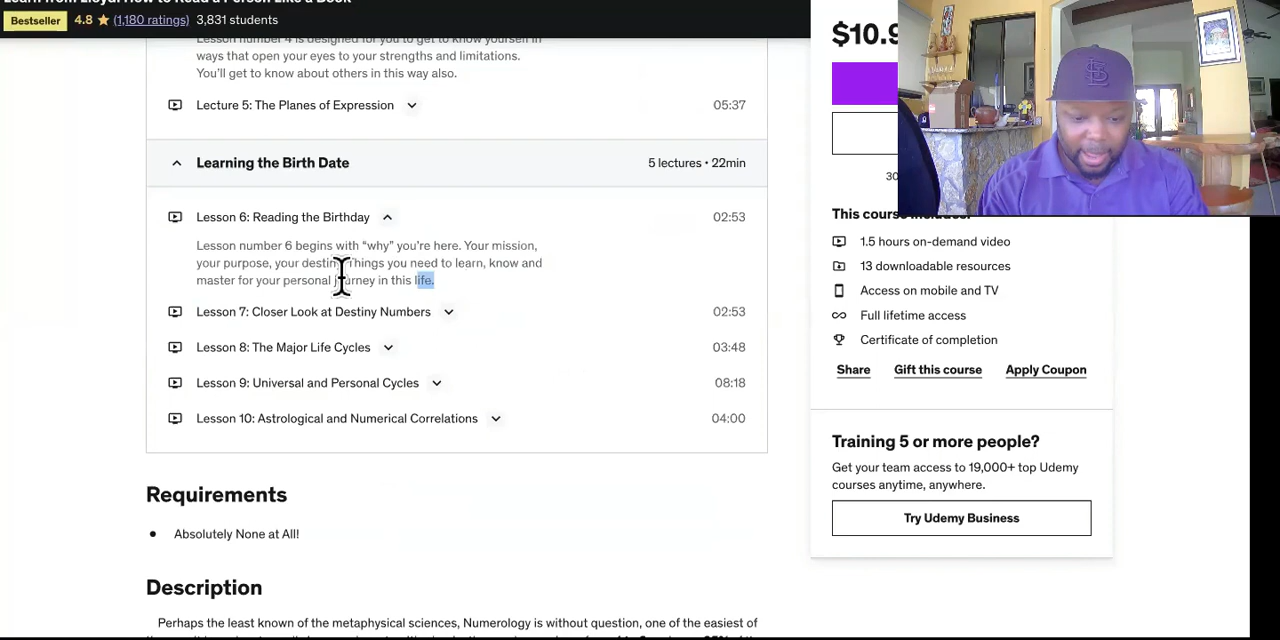 Learn from Lloyd: How to Read a Person Like a Book
Bestseller 4.8 (1,180 ratings) 3,831 students
Lesson number 4 is designed for you to get to know yourself in
ways that open your eyes to your strengths and limitations.
You'll get to know about others in this way also.
Lecture 5: The Planes of Expression 05:37
Learning the Birth Date 5 lectures • 22min
Lesson 6: Reading the Birthday 02:53
Lesson number 6 begins with "why" you're here. Your mission,
your purpose, your destiny. Things you need to learn, know and
master for your personal journey in this life.
Lesson 7: Closer Look at Destiny Numbers 02:53
Lesson 8: The Major Life Cycles 03:48
Lesson 9: Universal and Personal Cycles 08:18
Lesson 10: Astrological and Numerical Correlations 04:00
Requirements
• Absolutely None at All!
Description
Perhaps the least known of the metaphysical sciences, Numerology is without question, one of the easiest of
$10.9
30
This course includes:
1.5 hours on-demand video
13 downloadable resources
Access on mobile and TV
Full lifetime access
Certificate of completion
Share Gift this course Apply Coupon
Training 5 or more people?
Get your team access to 19,000+ top Udemy
courses anytime, anywhere.
Try Udemy Business